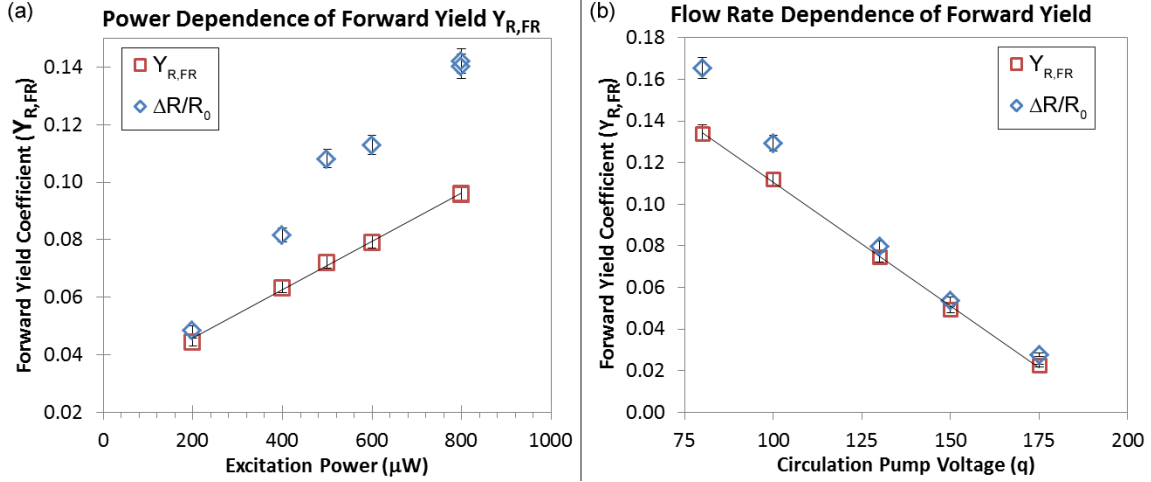 (a)
Power Dependence of Forward Yield Y_R,FR
Forward Yield Coefficient (Y_R,FR)
0.14
0.12
0.10
0.08
0.06
0.04
0.02
Y_R,FR
ΔR/R_0
0 200 400 600 800 1000
Excitation Power (µW)
(b)
Flow Rate Dependence of Forward Yield
Forward Yield Coefficient (Y_R,FR)
0.18
0.16
0.14
0.12
0.10
0.08
0.06
0.04
0.02
0.00
Y_R,FR
ΔR/R_0
75 100 125 150 175 200
Circulation Pump Voltage (q)